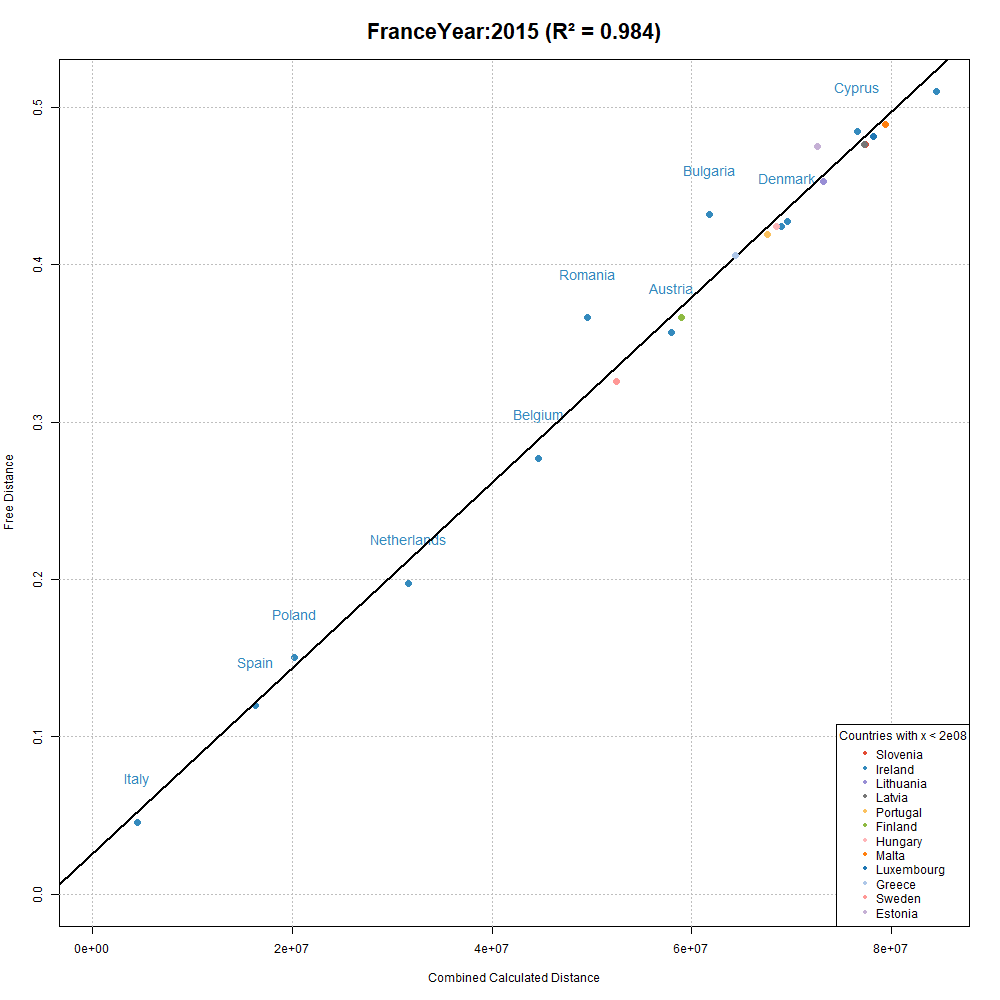 FranceYear:2015 (R² = 0.984)
Cyprus
Bulgaria
Denmark
Romania
Austria
Belgium
Netherlands
Poland
Spain
Italy
Free Distance
0.5
0.4
0.3
0.2
0.1
0.0
Countries with x < 2e08
Slovenia
Ireland
Lithuania
Latvia
Portugal
Finland
Hungary
Malta
Luxembourg
Greece
Sweden
Estonia
0e+00 2e+07 4e+07 6e+07 8e+07
Combined Calculated Distance